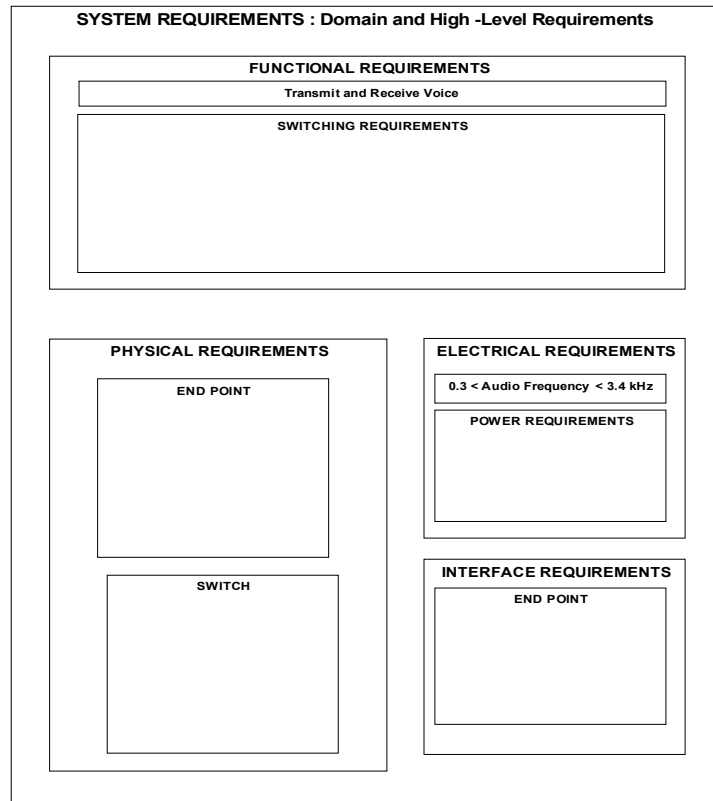 SYSTEM REQUIREMENTS : Domain and High -Level Requirements
FUNCTIONAL REQUIREMENTS
Transmit and Receive Voice
SWITCHING REQUIREMENTS
PHYSICAL REQUIREMENTS
END POINT
SWITCH
ELECTRICAL REQUIREMENTS
0.3 < Audio Frequency < 3.4 kHz
POWER REQUIREMENTS
INTERFACE REQUIREMENTS
END POINT